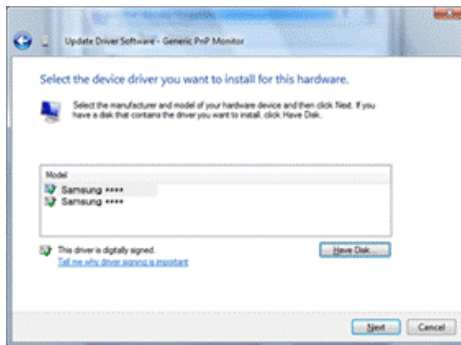 Update Driver Software - Generic PnP Monitor
Select the device driver you want to install for this hardware.
Select the manufacturer and model of your hardware device and then click Next. If you
have a disk that contains the driver you want to install, click Have Disk.
Model
Samsung ****
Samsung ****
This driver is digitally signed.
Have Disk...
Tell me why driver signing is important
Next
Cancel